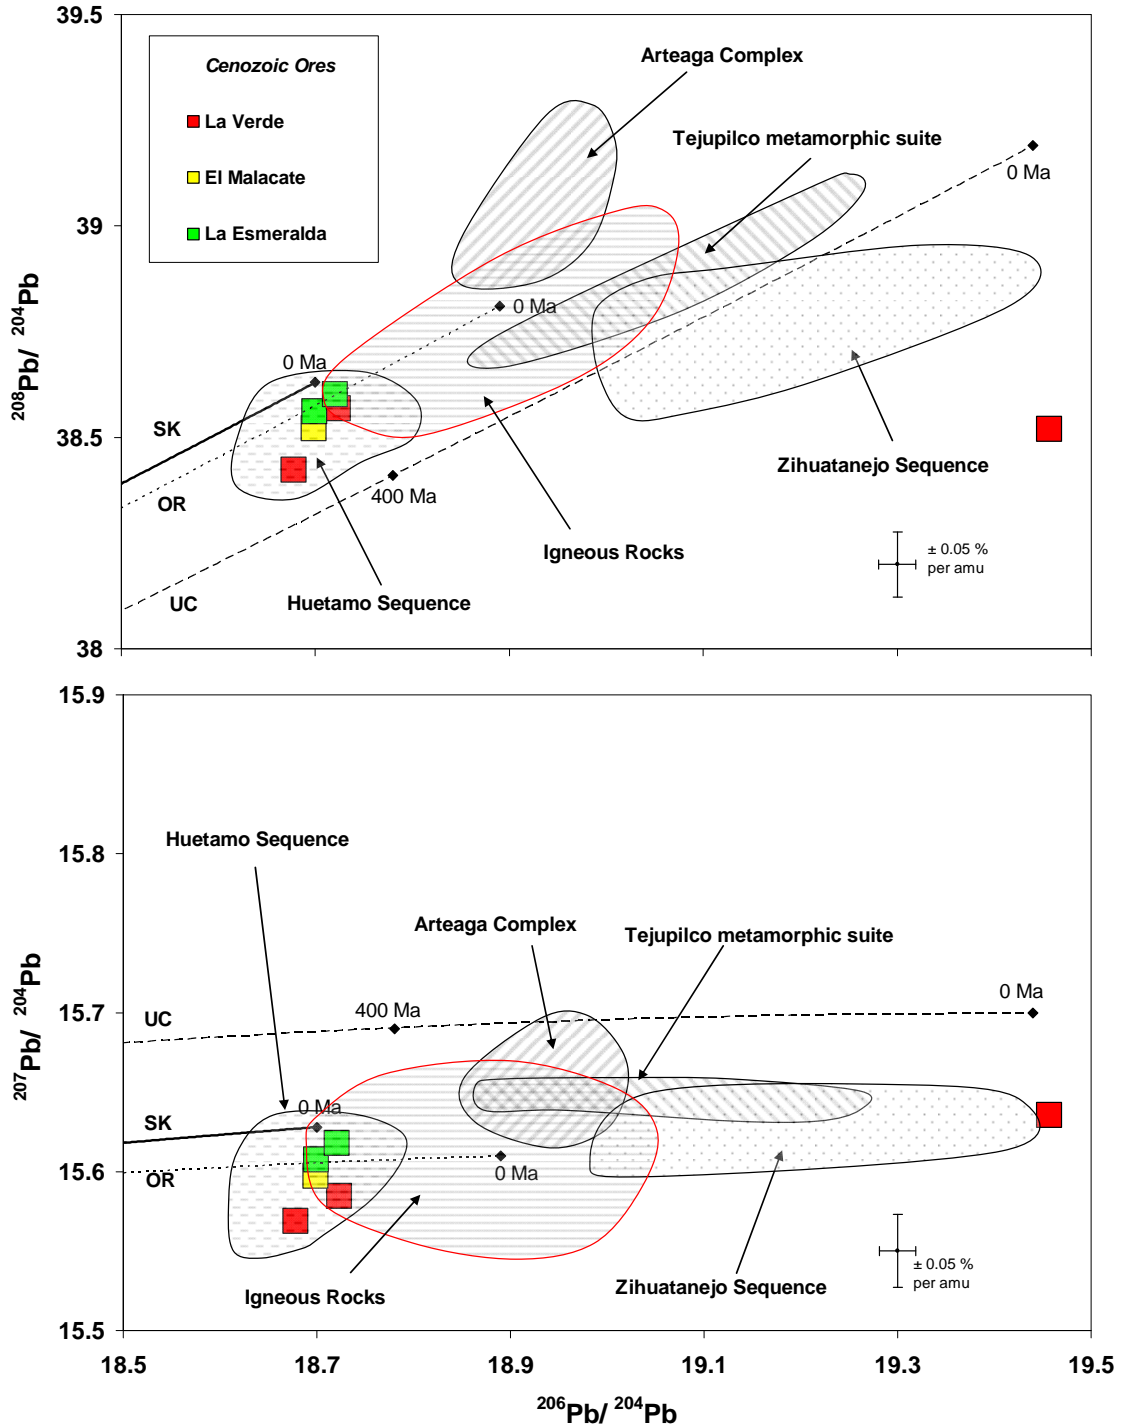 39.5
39
38.5
38
208Pb/ 204Pb
Cenozoic Ores
La Verde
El Malacate
La Esmeralda
Arteaga Complex
Tejupilco metamorphic suite
0 Ma
0 Ma
0 Ma
SK
OR
400 Ma
UC
Zihuatanejo Sequence
Igneous Rocks
Huetamo Sequence
± 0.05 %
per amu
15.9
15.8
15.7
15.6
15.5
207Pb/ 204Pb
Huetamo Sequence
Arteaga Complex
Tejupilco metamorphic suite
0 Ma
400 Ma
UC
0 Ma
SK
OR
0 Ma
Igneous Rocks
Zihuatanejo Sequence
± 0.05 %
per amu
18.5 18.7 18.9 19.1 19.3 19.5
206Pb/ 204Pb